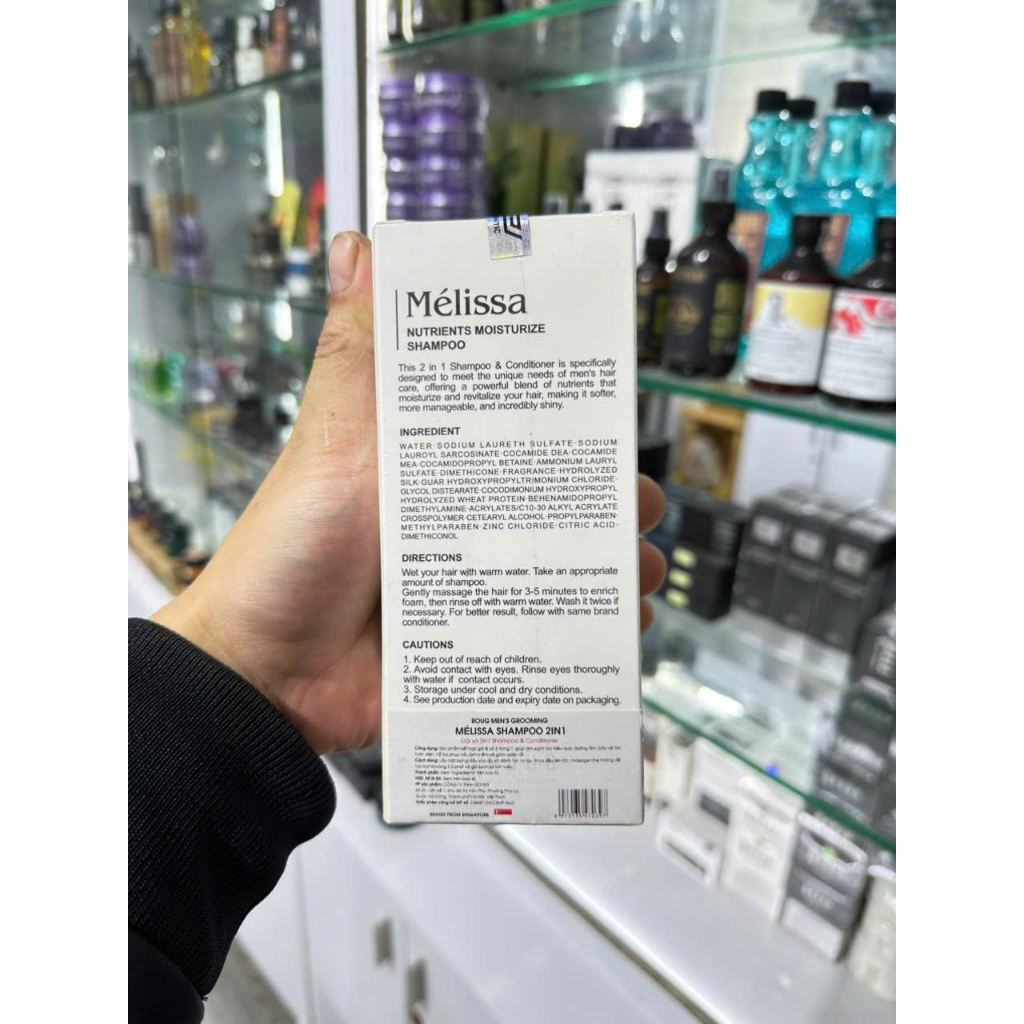 Mélissa
NUTRIENTS MOISTURIZE
SHAMPOO
This 2 in 1 Shampoo & Conditioner is specifically
designed to meet the unique needs of men's hair
care, offering a powerful blend of nutrients that
moisturize and revitalize your hair, making it softer,
more manageable, and incredibly shiny.
INGREDIENT
WATER·SODIUM LAURETH SULFATE·SODIUM
LAUROYL SARCOSINATE·COCAMIDE DEA·COCAMIDE
MEA·COCAMIDOPROPYL BETAINE·AMMONIUM LAURYL
SULFATE·DIMETHICONE·FRAGRANCE·HYDROLYZED
SILK·GUAR HYDROXYPROPYLTRIMONIUM CHLORIDE·
GLYCOL DISTEARATE·COCODIMONIUM HYDROXYPROPYL
HYDROLYZED WHEAT PROTEIN·BEHENAMIDOPROPYL
DIMETHYLAMINE·ACRYLATES/C10-30 ALKYL ACRYLATE
CROSSPOLYMER·CETEARYL ALCOHOL·PROPYLPARABEN·
METHYLPARABEN·ZINC CHLORIDE·CITRIC ACID·
DIMETHICONOL
DIRECTIONS
Wet your hair with warm water. Take an appropriate
amount of shampoo.
Gently massage the hair for 3-5 minutes to enrich
foam, then rinse off with warm water. Wash it twice if
necessary. For better result, follow with same brand
conditioner.
CAUTIONS
1. Keep out of reach of children.
2. Avoid contact with eyes. Rinse eyes thoroughly
with water if contact occurs.
3. Storage under cool and dry conditions.
4. See production date and expiry date on packaging.
ROUG MEN'S GROOMING
MÉLISSA SHAMPOO 2IN1
Gội xả 2in1 Shampoo & Conditioner
BRAND FROM SINGAPORE